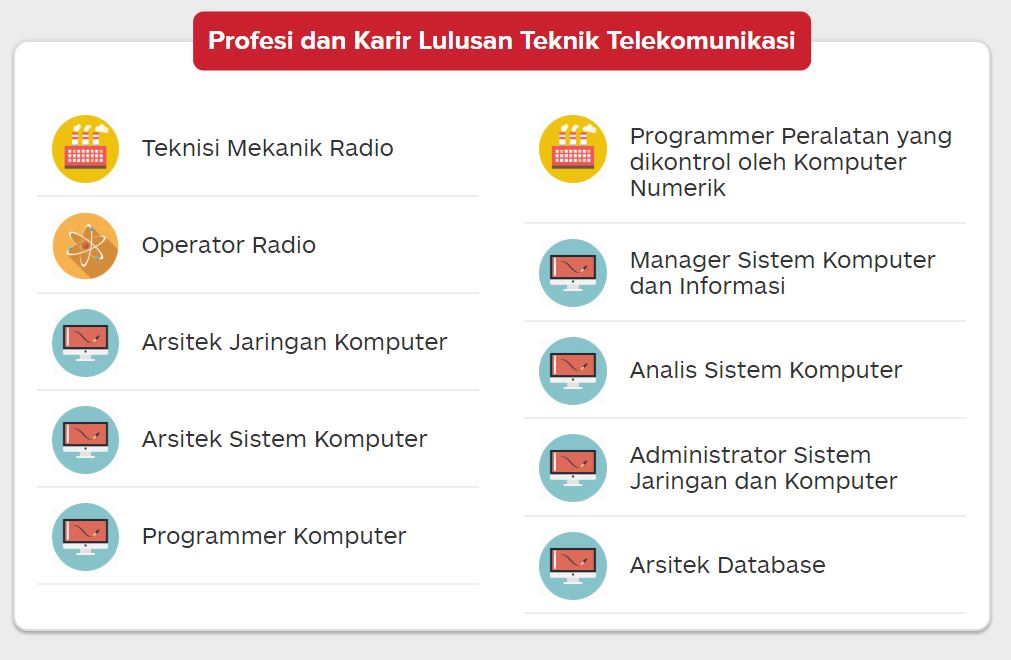 Profesi dan Karir Lulusan Teknik Telekomunikasi
Teknisi Mekanik Radio
Operator Radio
Arsitek Jaringan Komputer
Arsitek Sistem Komputer
Programmer Komputer
Programmer Peralatan yang
dikontrol oleh Komputer
Numerik
Manager Sistem Komputer
dan Informasi
Analis Sistem Komputer
Administrator Sistem
Jaringan dan Komputer
Arsitek Database